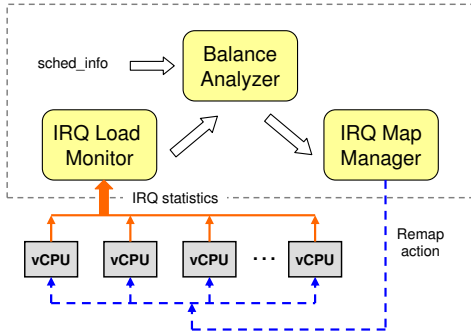 Balance
Analyzer
sched_info
IRQ Load
Monitor
IRQ Map
Manager
IRQ statistics
Remap
action
vCPU vCPU vCPU ··· vCPU